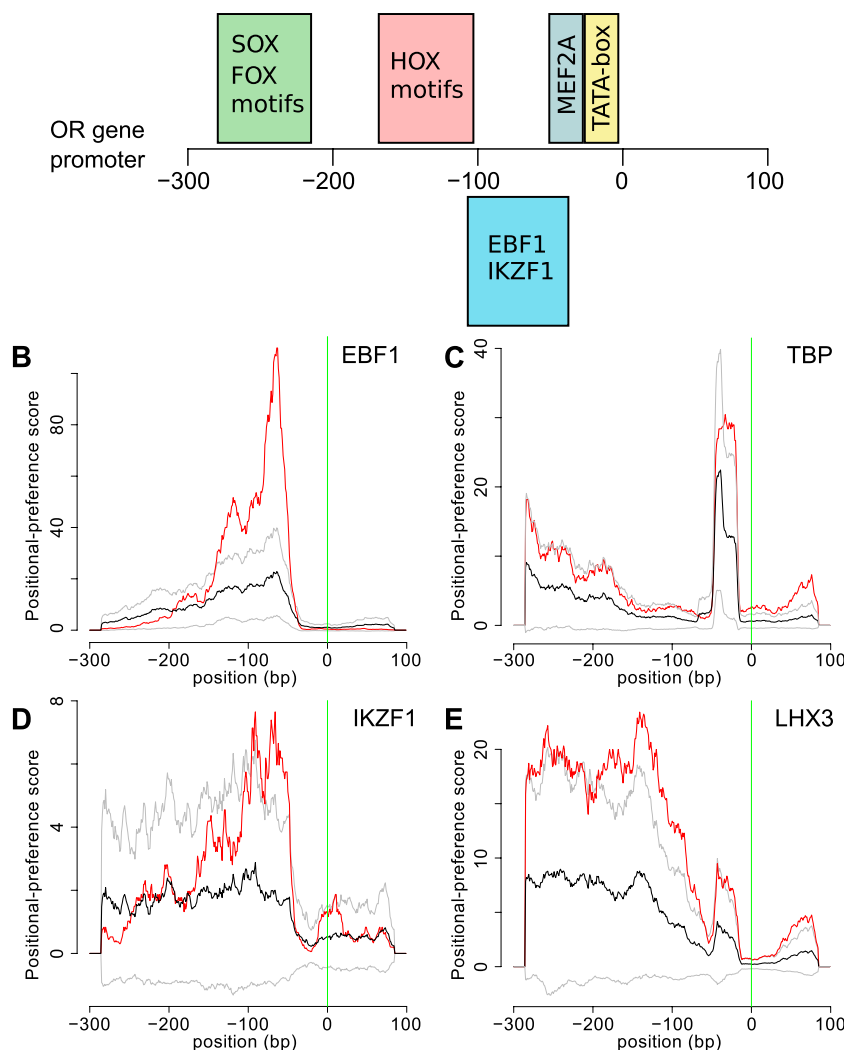 SOX
FOX
motifs
HOX
motifs
MEF2A
TATA-box
OR gene
promoter
−300
−200
−100
0
100
EBF1
IKZF1
B
EBF1
Positional-preference score
0
40
80
−300
−200
−100
0
100
position (bp)
C
TBP
Positional-preference score
0
20
40
−300
−200
−100
0
100
position (bp)
D
IKZF1
Positional-preference score
0
4
8
−300
−200
−100
0
100
position (bp)
E
LHX3
Positional-preference score
0
10
20
−300
−200
−100
0
100
position (bp)